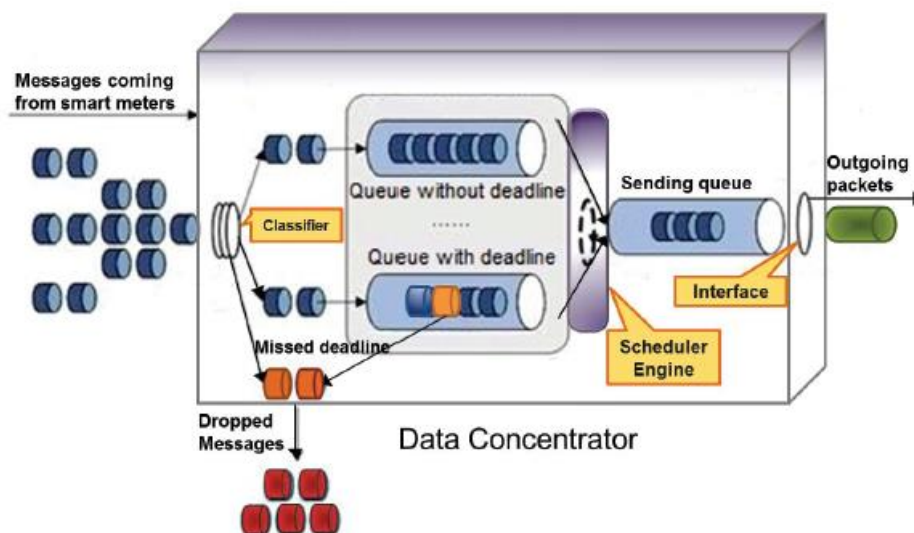 Messages coming
from smart meters
Classifier
Queue without deadline
......
Queue with deadline
Missed deadline
Dropped
Messages
Sending queue
Scheduler
Engine
Outgoing
packets
Interface
Data Concentrator